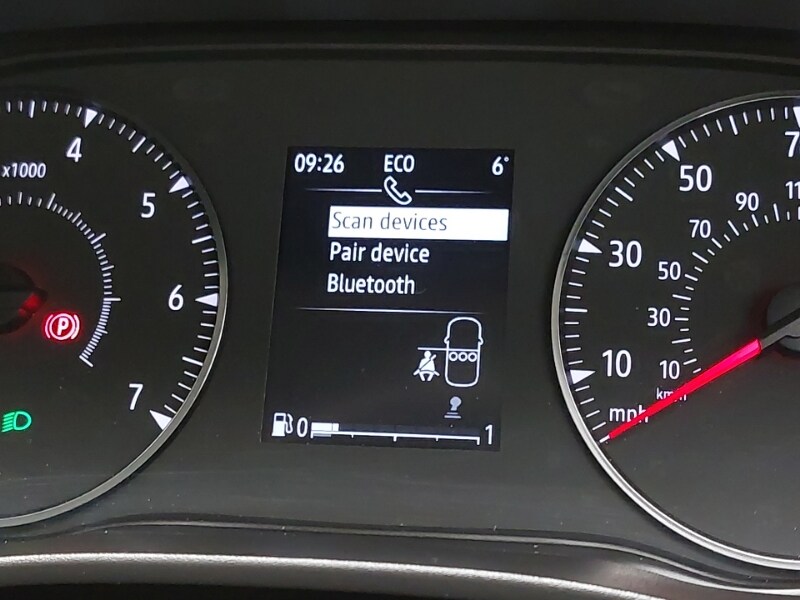 09:26 ECO 6°
Scan devices
Pair device
Bluetooth
0 1
x1000
4
5
6
7
P
50
30
10
mph
90
70
50
30
10